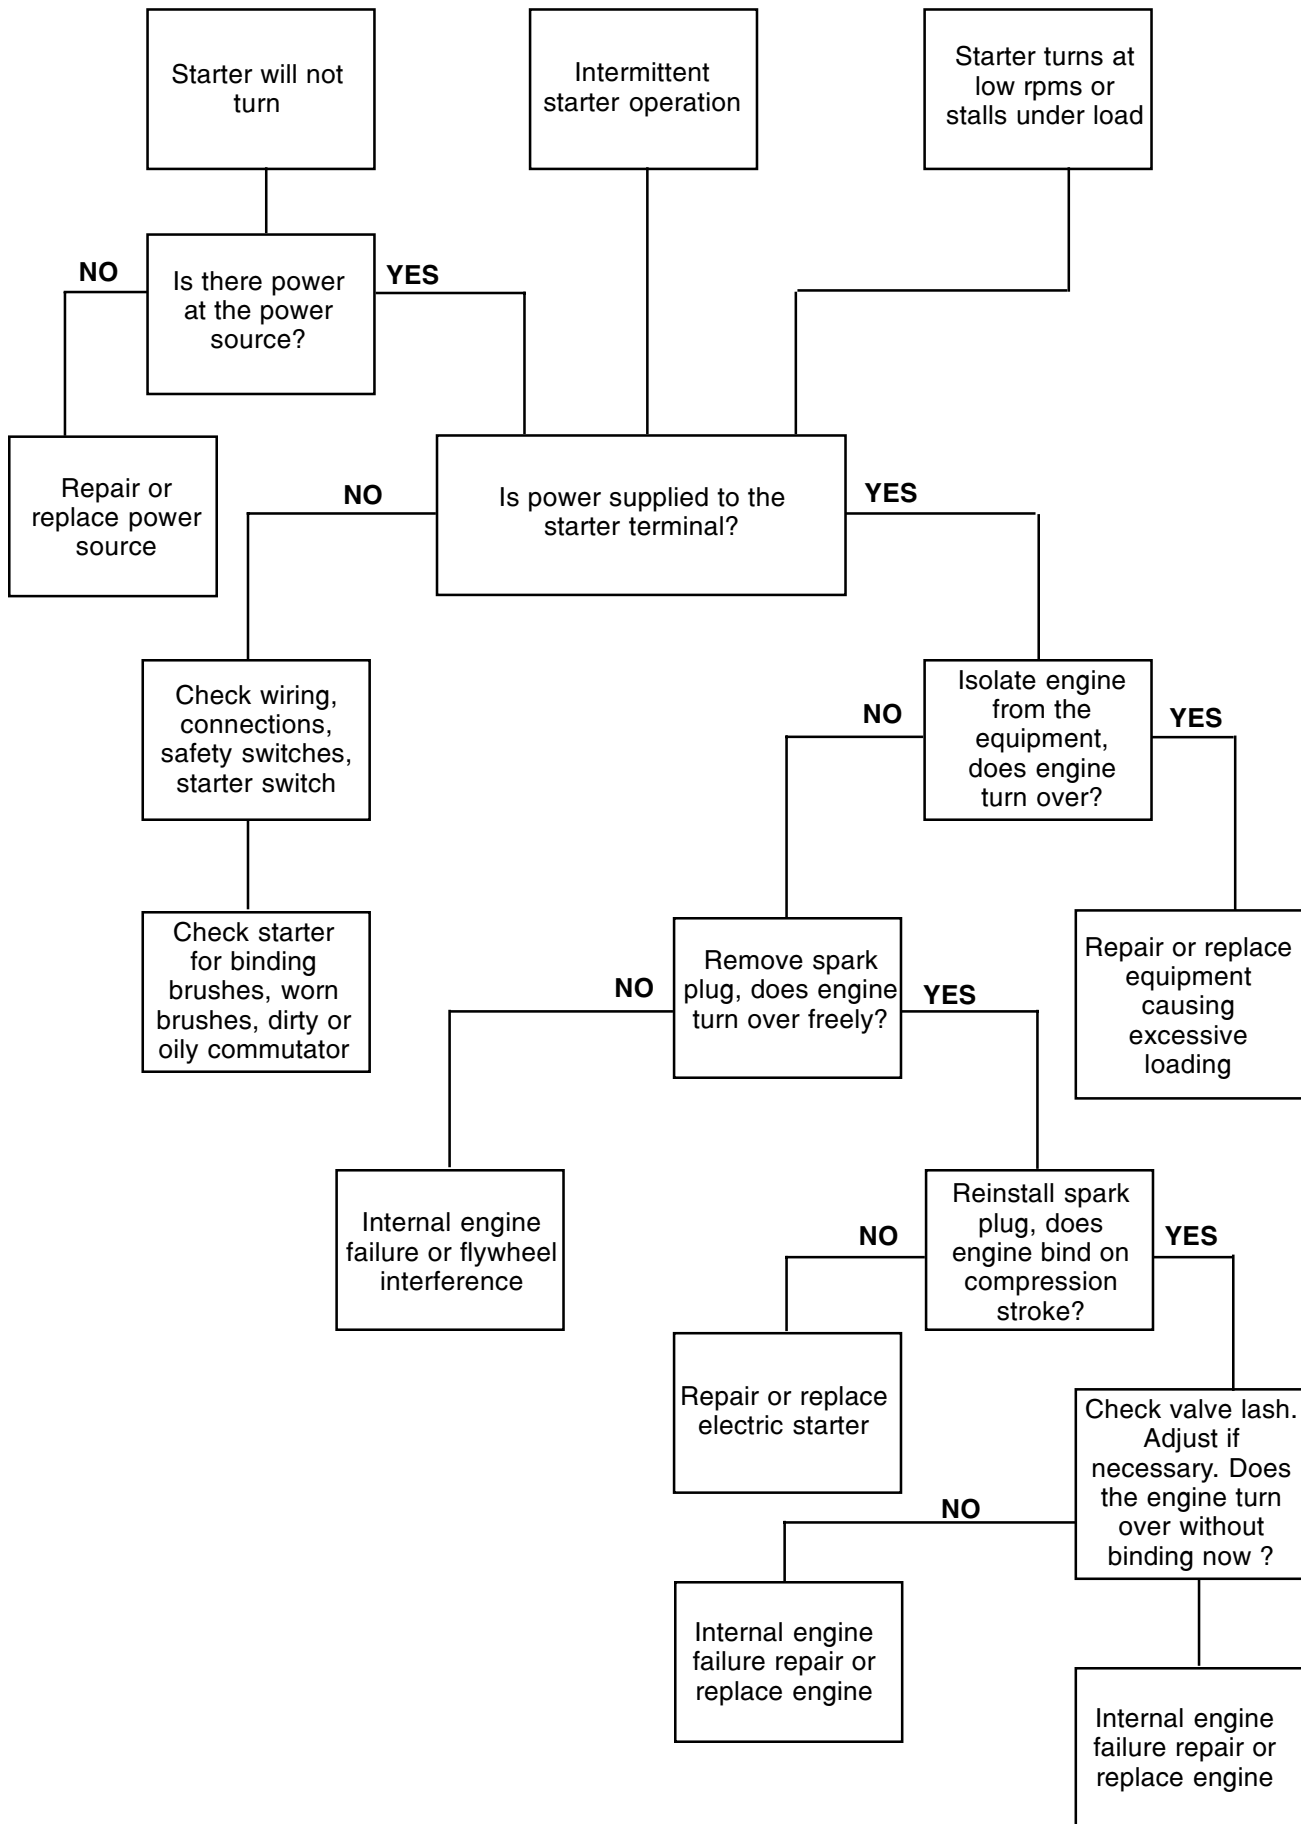 Starter will not
turn
Intermittent
starter operation
Starter turns at
low rpms or
stalls under load
NO
Is there power
at the power
source?
YES
Repair or
replace power
source
NO
Is power supplied to the
starter terminal?
YES
Check wiring,
connections,
safety switches,
starter switch
NO
Isolate engine
from the
equipment,
does engine
turn over?
YES
Check starter
for binding
brushes, worn
brushes, dirty or
oily commutator
NO
Remove spark
plug, does engine
turn over freely?
YES
Repair or replace
equipment
causing
excessive
loading
Internal engine
failure or flywheel
interference
NO
Reinstall spark
plug, does
engine bind on
compression
stroke?
YES
Repair or replace
electric starter
Check valve lash.
Adjust if
necessary. Does
the engine turn
over without
binding now ?
NO
Internal engine
failure repair or
replace engine
Internal engine
failure repair or
replace engine